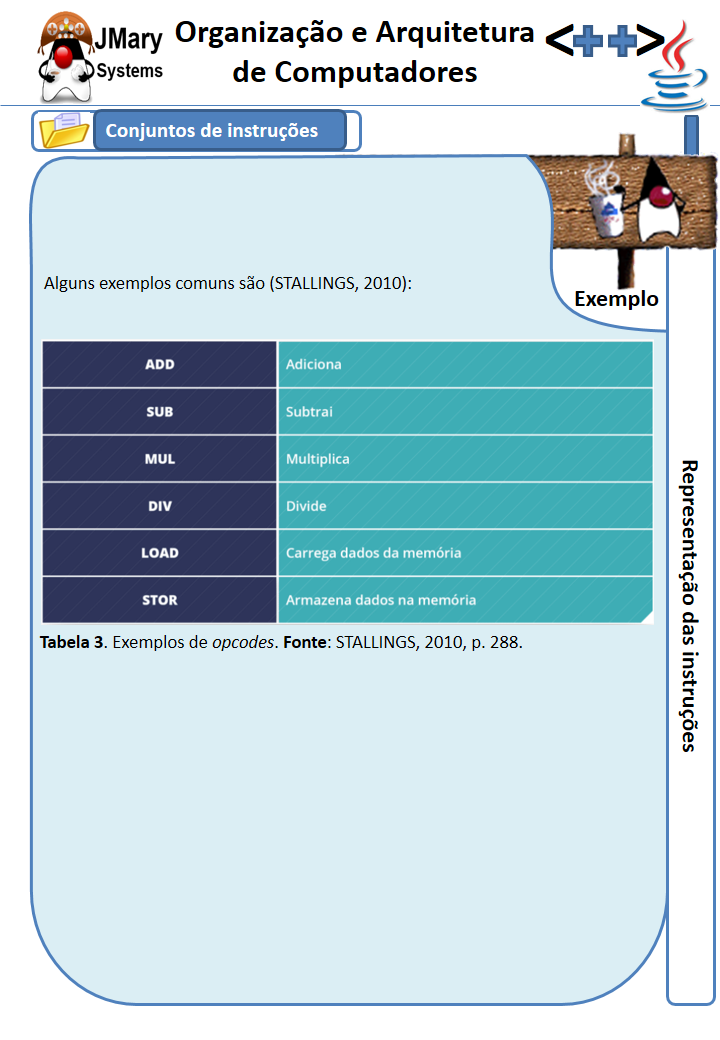 JMary
Systems
Organização e Arquitetura
de Computadores
<++>
Conjuntos de instruções
Exemplo
Alguns exemplos comuns são (STALLINGS, 2010):
ADD Adiciona
SUB Subtrai
MUL Multiplica
DIV Divide
LOAD Carrega dados da memória
STOR Armazena dados na memória
Tabela 3. Exemplos de opcodes. Fonte: STALLINGS, 2010, p. 288.
Representação das instruções